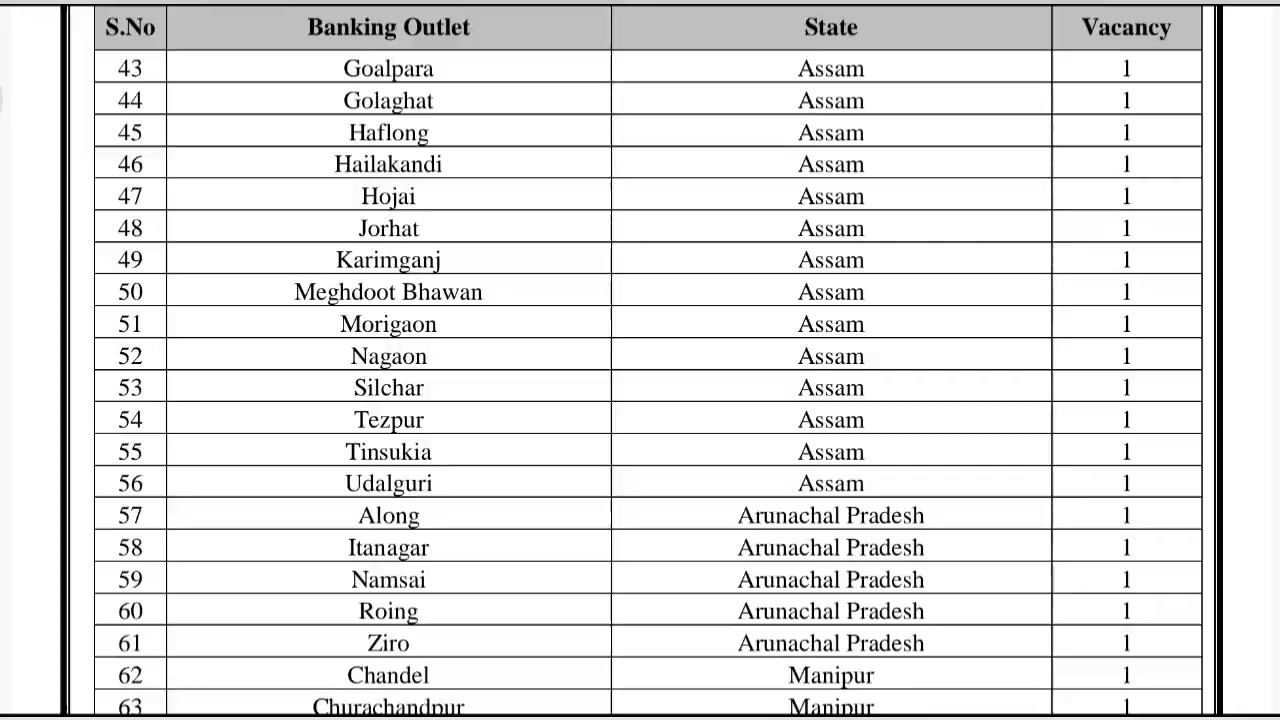 S.No Banking Outlet State Vacancy
43 Goalpara Assam 1
44 Golaghat Assam 1
45 Haflong Assam 1
46 Hailakandi Assam 1
47 Hojai Assam 1
48 Jorhat Assam 1
49 Karimganj Assam 1
50 Meghdoot Bhawan Assam 1
51 Morigaon Assam 1
52 Nagaon Assam 1
53 Silchar Assam 1
54 Tezpur Assam 1
55 Tinsukia Assam 1
56 Udalguri Assam 1
57 Along Arunachal Pradesh 1
58 Itanagar Arunachal Pradesh 1
59 Namsai Arunachal Pradesh 1
60 Roing Arunachal Pradesh 1
61 Ziro Arunachal Pradesh 1
62 Chandel Manipur 1
63 Churachandpur Manipur 1